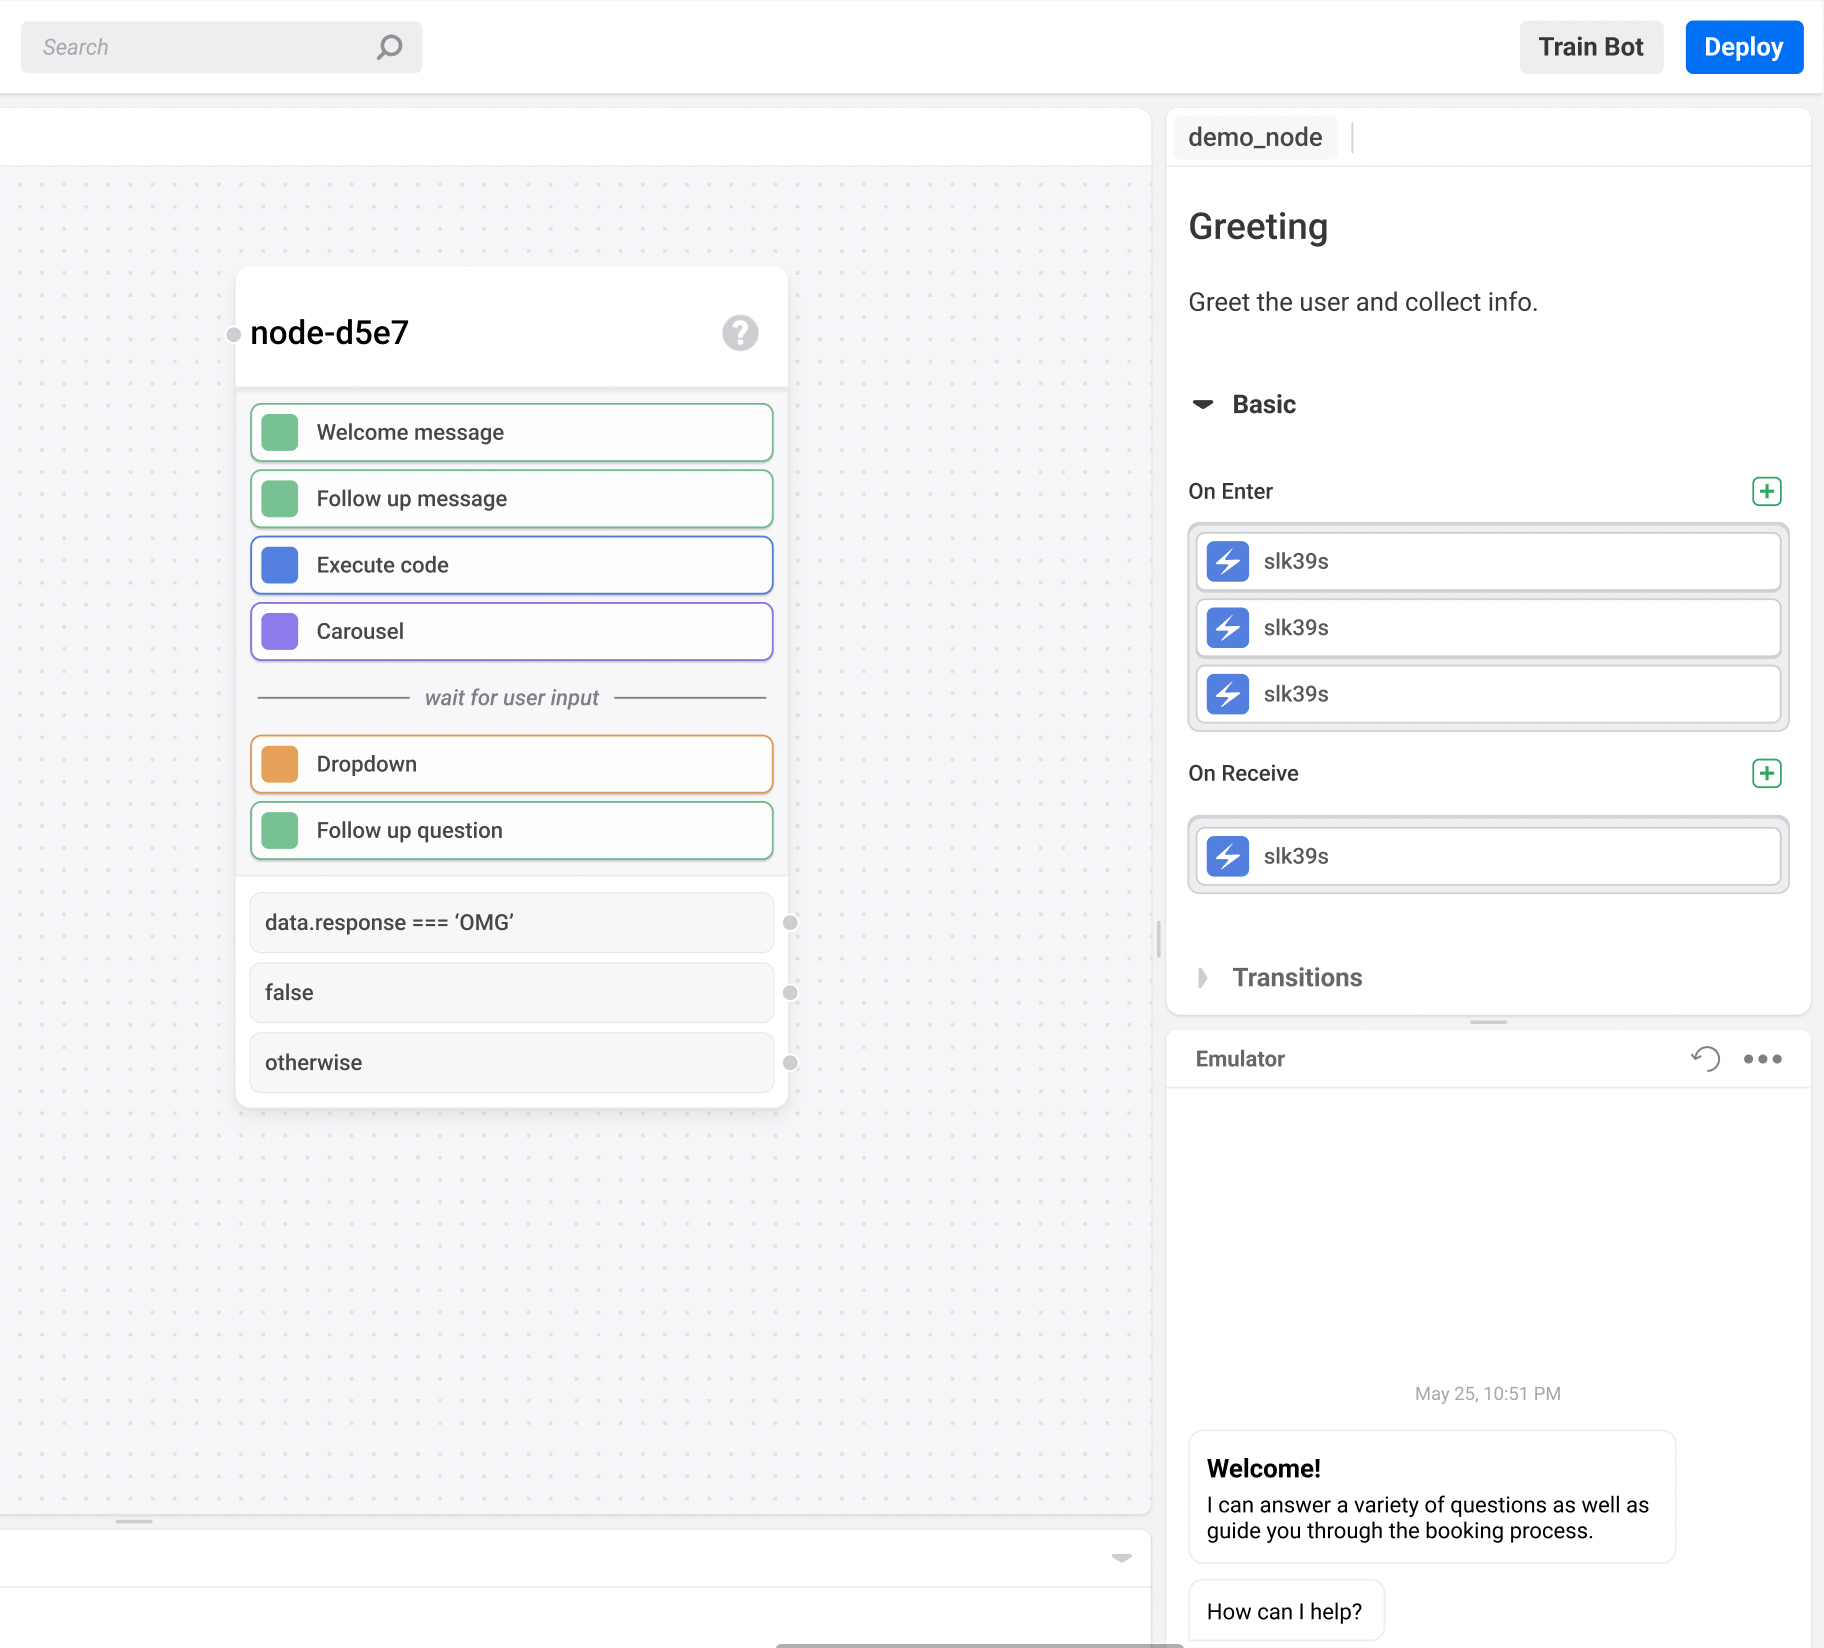 Search
Train Bot
Deploy
node-d5e7
?
Welcome message
Follow up message
Execute code
Carousel
wait for user input
Dropdown
Follow up question
data.response === ‘OMG’
false
otherwise
demo_node
Greeting
Greet the user and collect info.
Basic
On Enter
slk39s
slk39s
slk39s
On Receive
slk39s
Transitions
Emulator
May 25, 10:51 PM
Welcome!
I can answer a variety of questions as well as
guide you through the booking process.
How can I help?